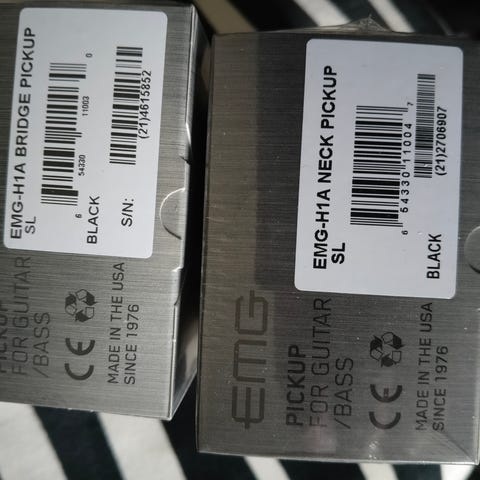 EMG-H1A BRIDGE PICKUP
SL
6 54330 11003 0
BLACK
S/N:
(21)4615852
PICKUP
FOR GUITAR
/BASS
CE
MADE IN THE USA
SINCE 1976
EMG-H1A NECK PICKUP
SL
6 54330 11004 7
BLACK
(21)2706907
EMG
PICKUP
FOR GUITAR
/BASS
CE
MADE IN THE USA
SINCE 1976